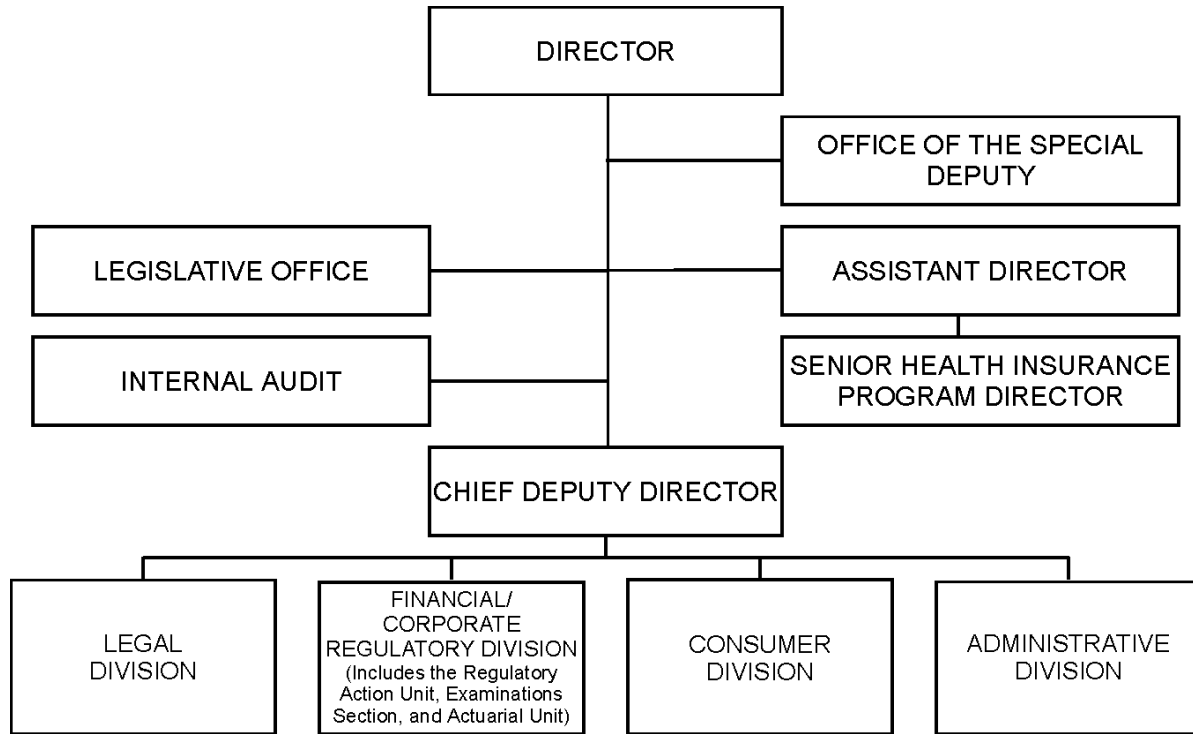 DIRECTOR
OFFICE OF THE SPECIAL
DEPUTY
LEGISLATIVE OFFICE
ASSISTANT DIRECTOR
INTERNAL AUDIT
SENIOR HEALTH INSURANCE
PROGRAM DIRECTOR
CHIEF DEPUTY DIRECTOR
LEGAL
DIVISION
FINANCIAL/
CORPORATE
REGULATORY DIVISION
(Includes the Regulatory
Action Unit, Examinations
Section, and Actuarial Unit)
CONSUMER
DIVISION
ADMINISTRATIVE
DIVISION